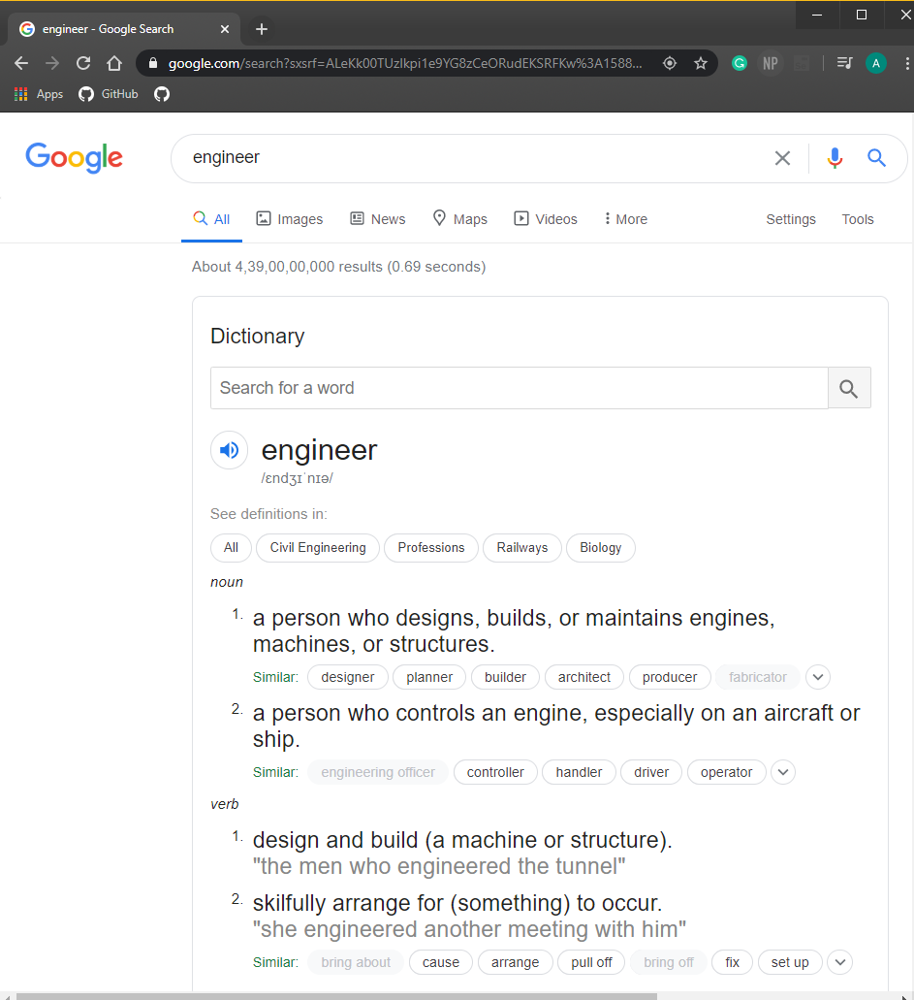 engineer - Google Search
google.com/search?sxsrf=ALeKk00TUzIkpi1e9YG8zCeORudEKSRFKw%3A1588...
NP
A
Apps GitHub
Google
engineer
All Images News Maps Videos More Settings Tools
About 4,39,00,00,000 results (0.69 seconds)
Dictionary
Search for a word
engineer
/ɛndʒɪˈnɪə/
See definitions in:
All Civil Engineering Professions Railways Biology
noun
1. a person who designs, builds, or maintains engines,
machines, or structures.
Similar: designer planner builder architect producer fabricator
2. a person who controls an engine, especially on an aircraft or
ship.
Similar: engineering officer controller handler driver operator
verb
1. design and build (a machine or structure).
"the men who engineered the tunnel"
2. skilfully arrange for (something) to occur.
"she engineered another meeting with him"
Similar: bring about cause arrange pull off bring off fix set up